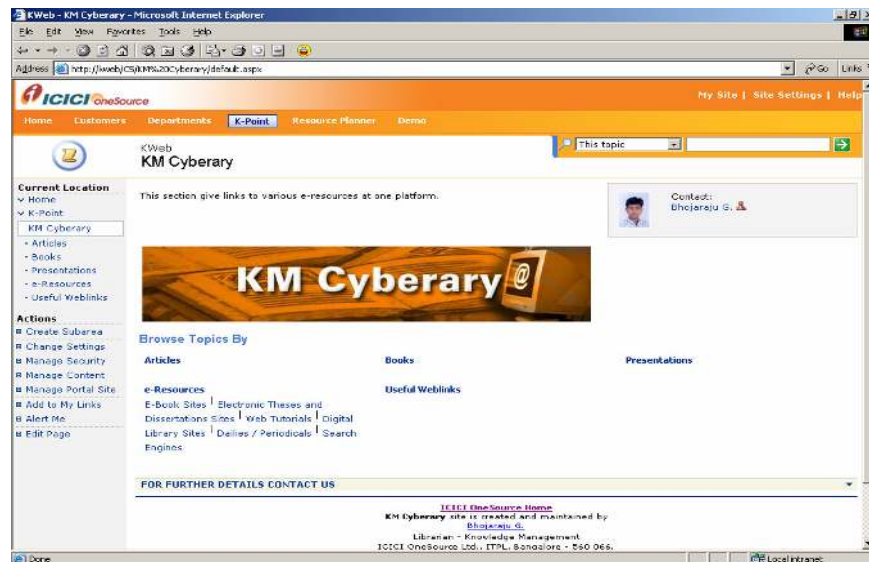 KWeb - KM Cyberary - Microsoft Internet Explorer
File Edit View Favorites Tools Help
Address http://kweb/CS/KM%20Cyberary/default.aspx Go Links
ICICI OneSource
My Site | Site Settings | Help
Home Customers Departments K-Point Resource Planner Demo
KWeb
KM Cyberary
This topic
Current Location
Home
K-Point
KM Cyberary
Articles
Books
Presentations
e-Resources
Useful Weblinks
Actions
Create Subarea
Change Settings
Manage Security
Manage Content
Manage Portal Site
Add to My Links
Alert Me
Edit Page
This section give links to various e-resources at one platform.
Contact:
Bhojaraju G.
KM Cyberary @
Browse Topics By
Articles Books Presentations
e-Resources Useful Weblinks
E-Book Sites | Electronic Theses and
Dissertations Sites | Web Tutorials | Digital
Library Sites | Dailies / Periodicals | Search
Engines
FOR FURTHER DETAILS CONTACT US
ICICI OneSource Home
KM Cyberary site is created and maintained by
Bhojaraju G.
Librarian - Knowledge Management
ICICI OneSource Ltd., ITPL, Bangalore - 560 066.
Done Local intranet